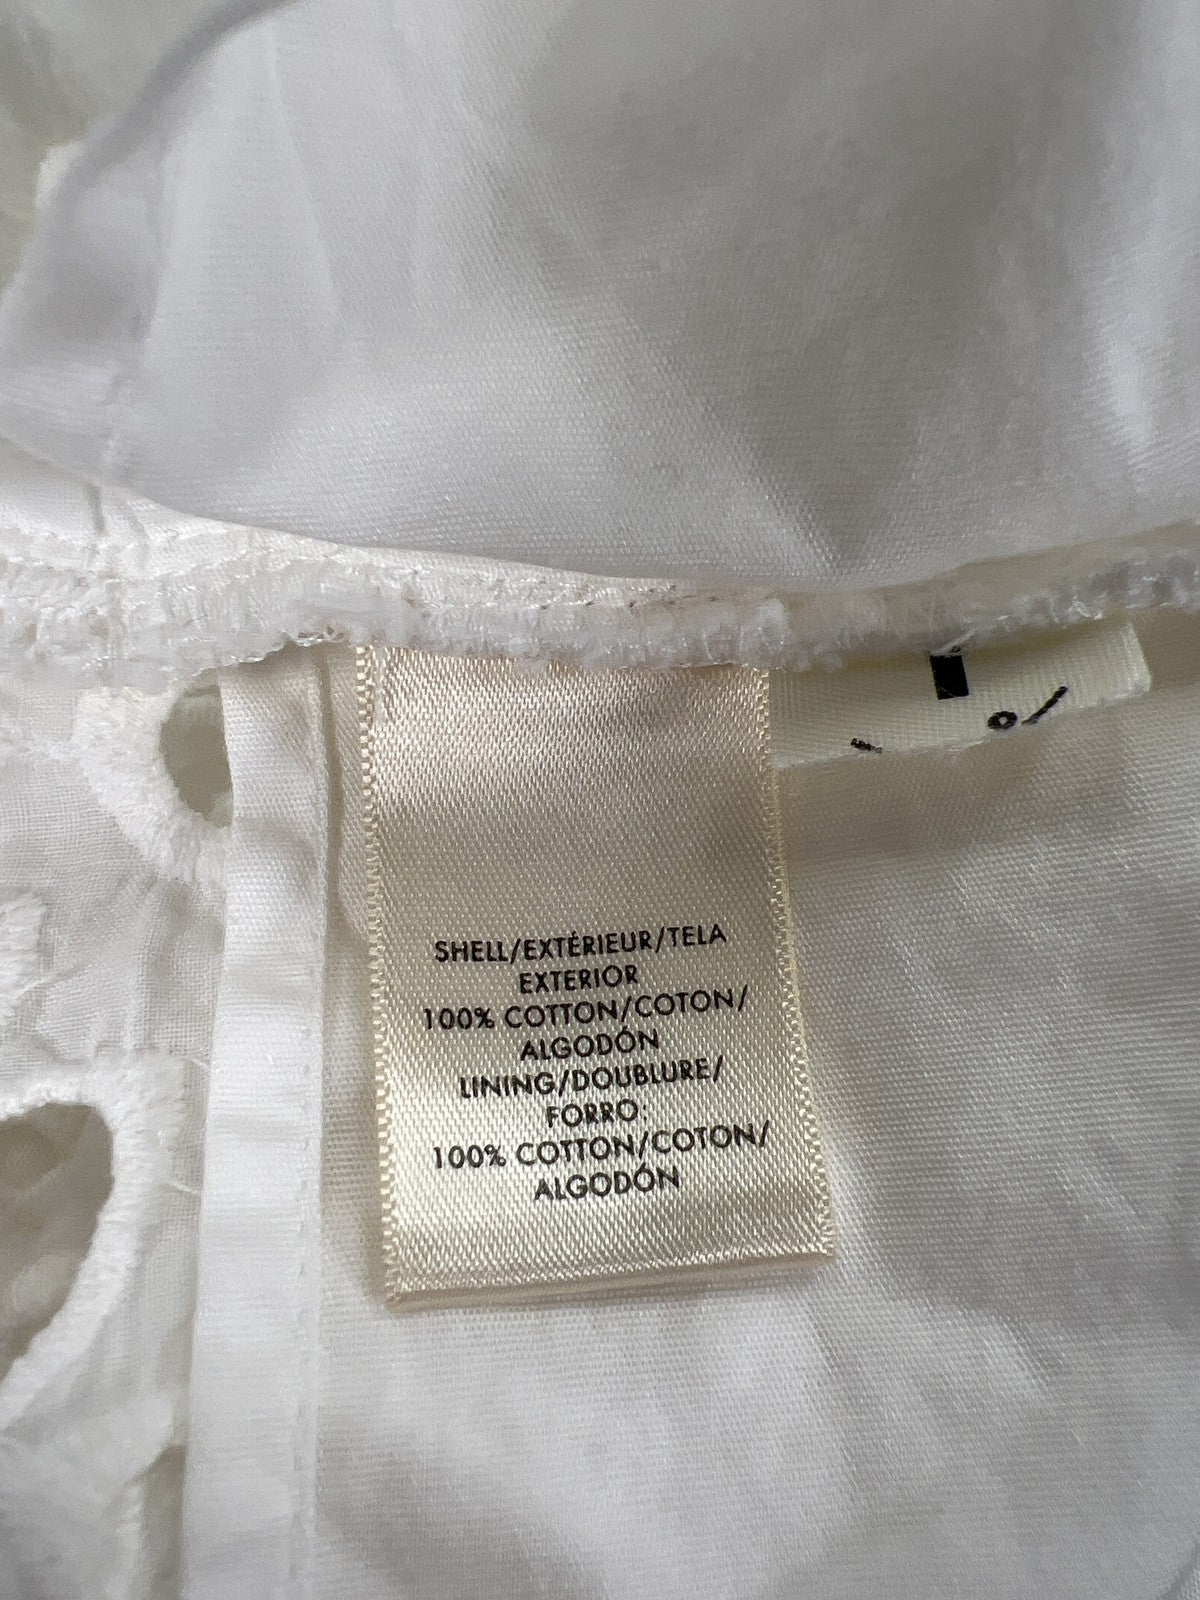 SHELL/EXTÉRIEUR/TELA
EXTERIOR
100% COTTON/COTON/
ALGODÓN
LINING/DOUBLURE/
FORRO:
100% COTTON/COTON/
ALGODÓN